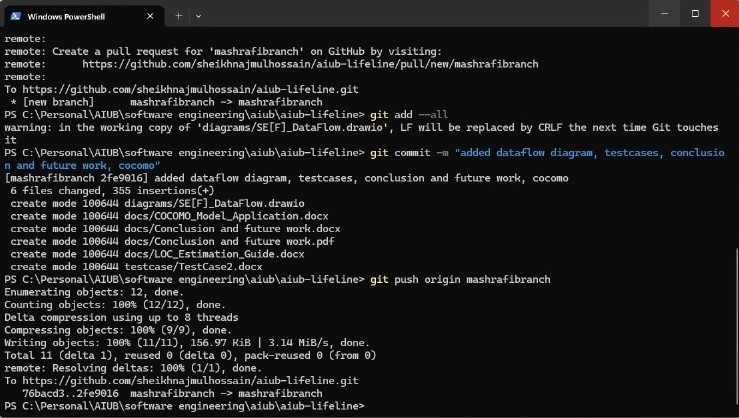 Windows PowerShell
remote:
remote: Create a pull request for 'mashrafibranch' on GitHub by visiting:
remote:      https://github.com/sheikhnajmulhossain/aiub-lifeline/pull/new/mashrafibranch
remote:
To https://github.com/sheikhnajmulhossain/aiub-lifeline.git
 * [new branch]      mashrafibranch -> mashrafibranch
PS C:\Personal\AIUB\software engineering\aiub\aiub-lifeline> git add --all
warning: in the working copy of 'diagrams/SE[F]_DataFlow.drawio', LF will be replaced by CRLF the next time Git touches
it
PS C:\Personal\AIUB\software engineering\aiub\aiub-lifeline> git commit -m "added dataflow diagram, testcases, conclusio
n and future work, cocomo"
[mashrafibranch 2fe9016] added dataflow diagram, testcases, conclusion and future work, cocomo
 6 files changed, 355 insertions(+)
 create mode 100644 diagrams/SE[F]_DataFlow.drawio
 create mode 100644 docs/COCOMO_Model_Application.docx
 create mode 100644 docs/Conclusion and future work.docx
 create mode 100644 docs/Conclusion and future work.pdf
 create mode 100644 docs/LOC_Estimation_Guide.docx
 create mode 100644 testcase/TestCase2.docx
PS C:\Personal\AIUB\software engineering\aiub\aiub-lifeline> git push origin mashrafibranch
Enumerating objects: 12, done.
Counting objects: 100% (12/12), done.
Delta compression using up to 8 threads
Compressing objects: 100% (9/9), done.
Writing objects: 100% (11/11), 156.97 KiB | 3.14 MiB/s, done.
Total 11 (delta 1), reused 0 (delta 0), pack-reused 0 (from 0)
remote: Resolving deltas: 100% (1/1), done.
To https://github.com/sheikhnajmulhossain/aiub-lifeline.git
   76bacd3..2fe9016  mashrafibranch -> mashrafibranch
PS C:\Personal\AIUB\software engineering\aiub\aiub-lifeline>